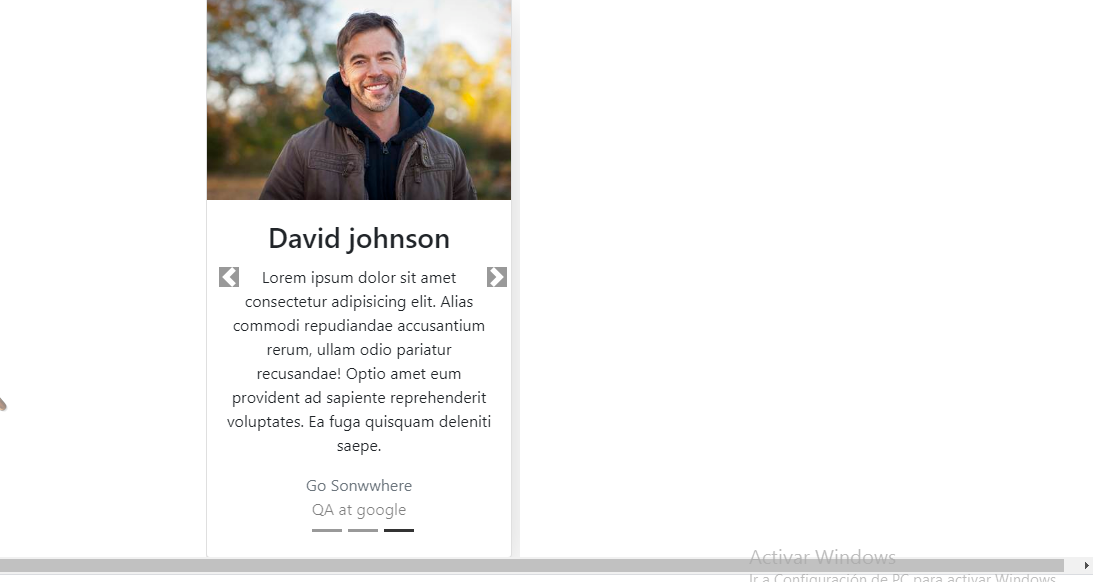 David johnson
Lorem ipsum dolor sit amet
consectetur adipisicing elit. Alias
commodi repudiandae accusantium
rerum, ullam odio pariatur
recusandae! Optio amet eum
provident ad sapiente reprehenderit
voluptates. Ea fuga quisquam deleniti
saepe.
Go Sonwwhere
QA at google
Activar Windows
Ir a Configuración de PC para activar Windows.